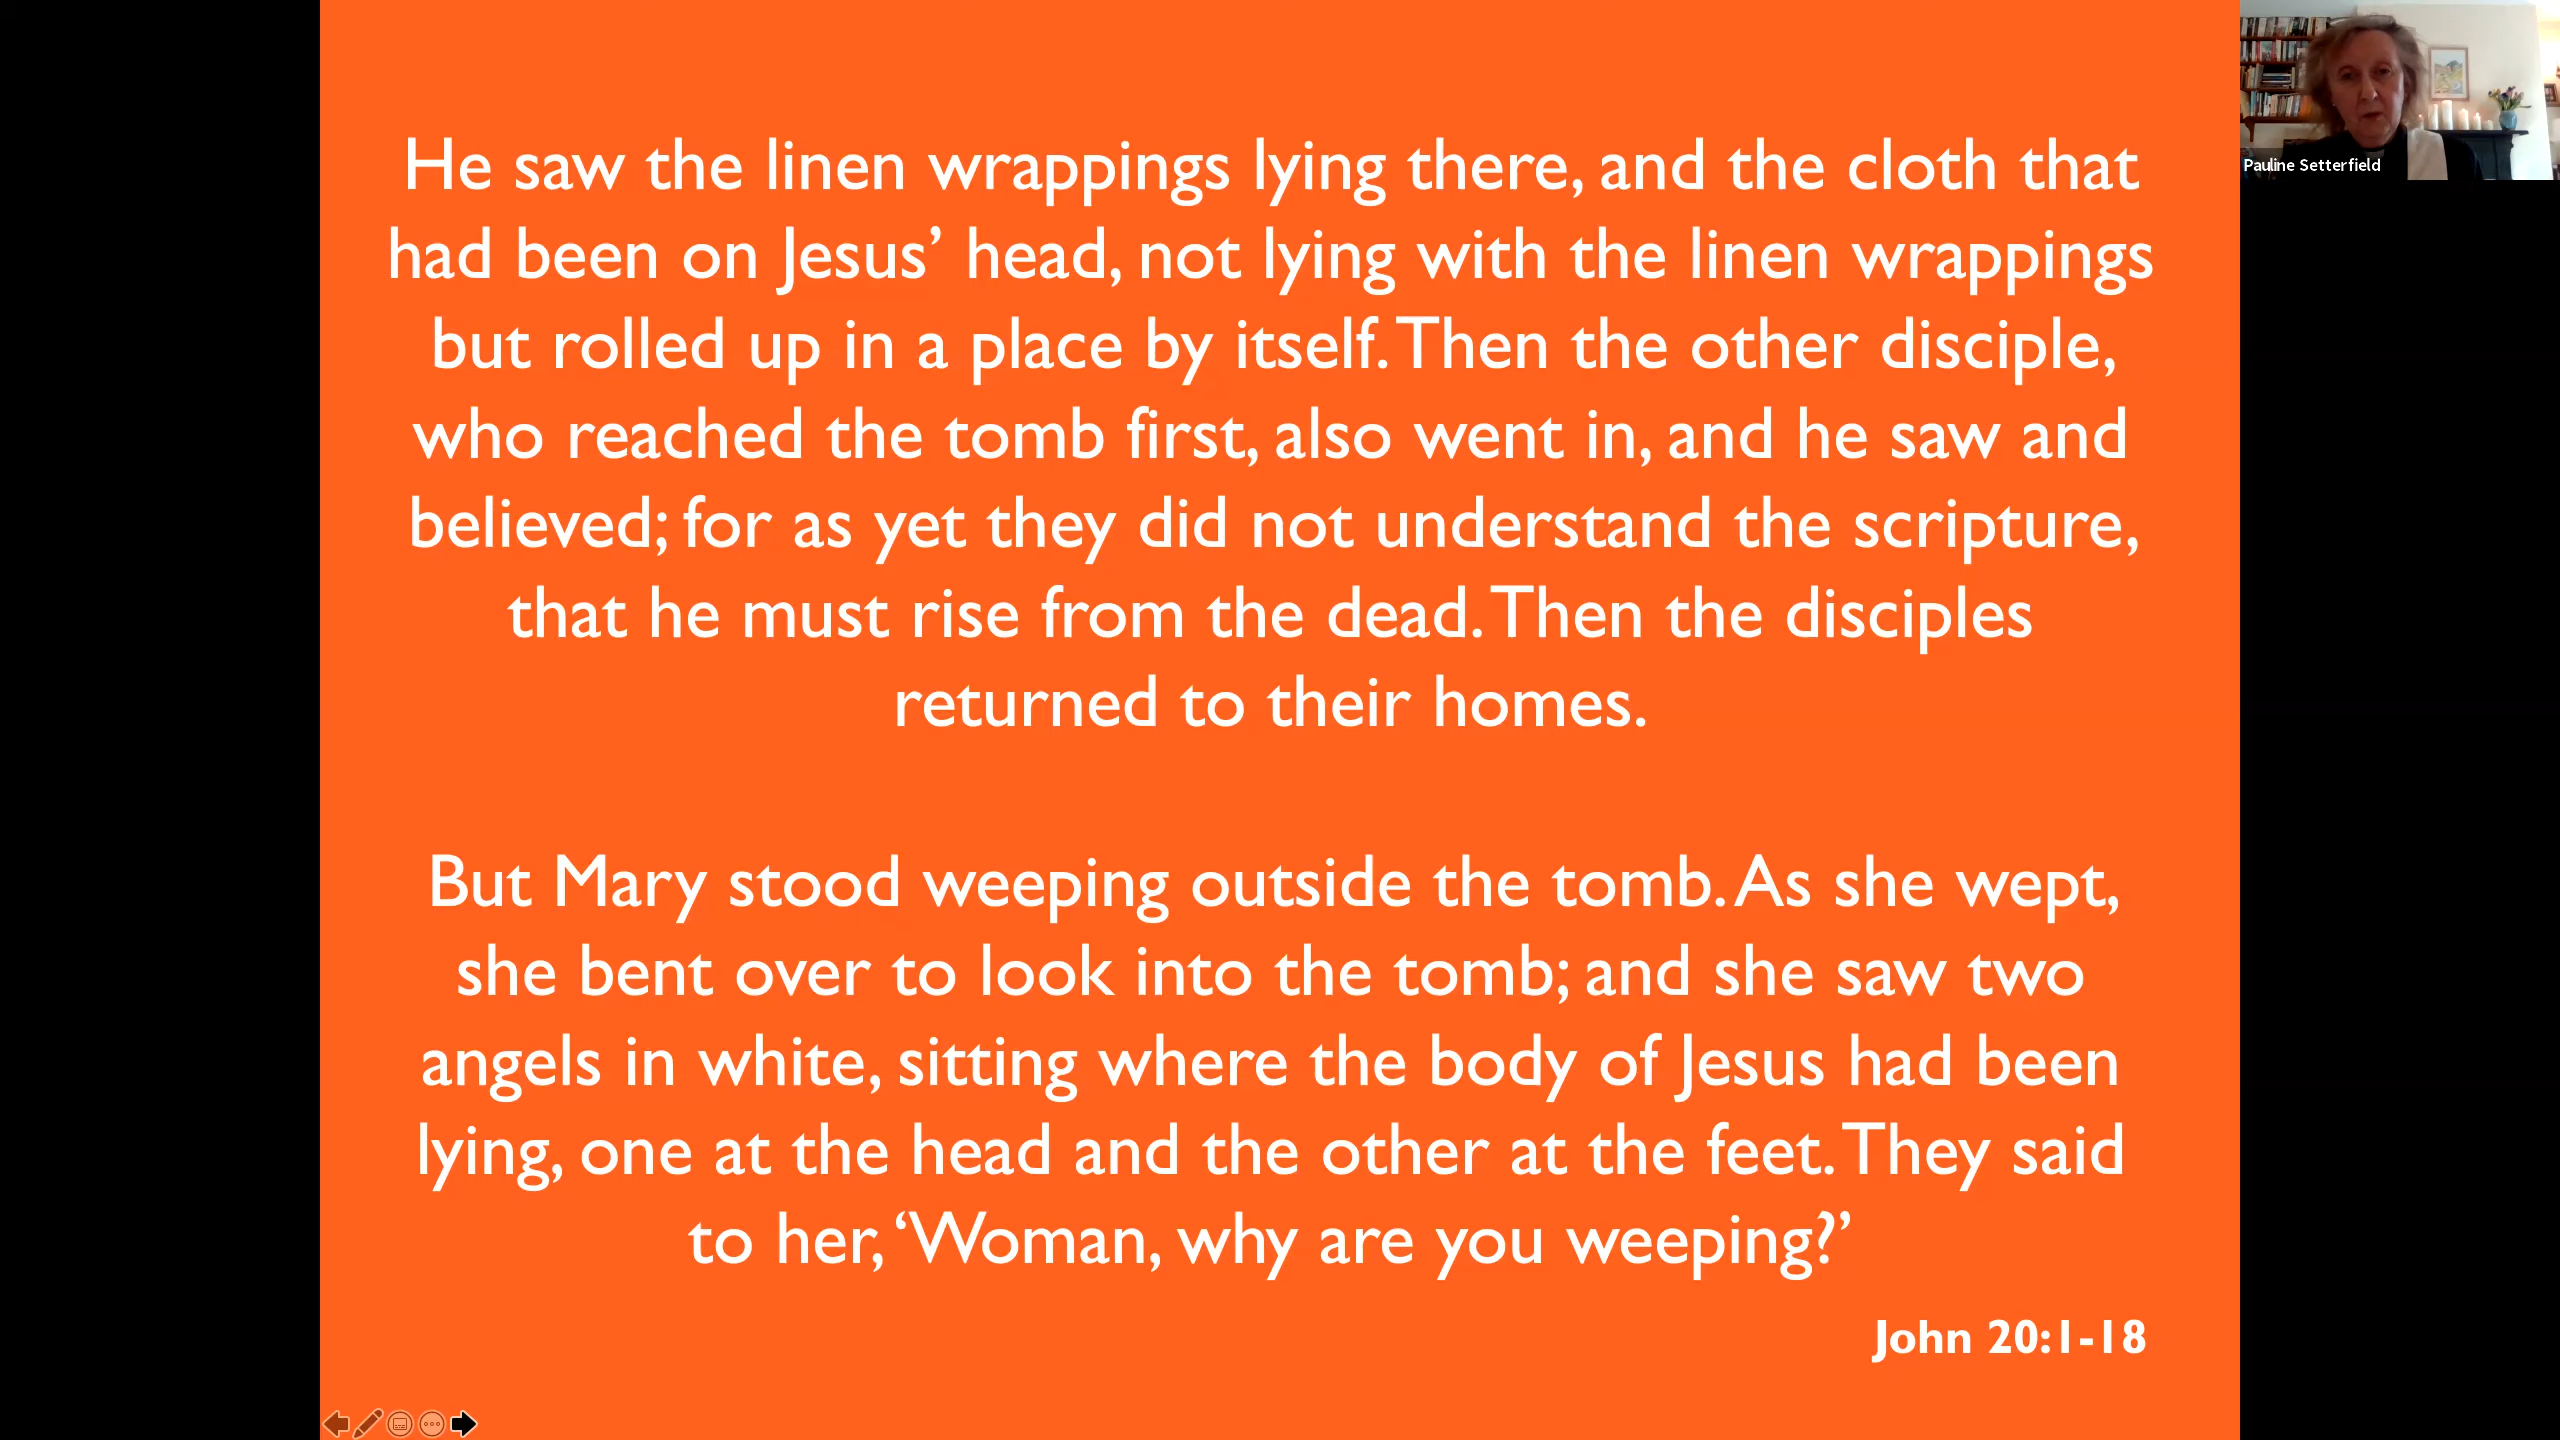 He saw the linen wrappings lying there, and the cloth that
had been on Jesus’ head, not lying with the linen wrappings
but rolled up in a place by itself. Then the other disciple,
who reached the tomb first, also went in, and he saw and
believed; for as yet they did not understand the scripture,
that he must rise from the dead. Then the disciples
returned to their homes.
But Mary stood weeping outside the tomb. As she wept,
she bent over to look into the tomb; and she saw two
angels in white, sitting where the body of Jesus had been
lying, one at the head and the other at the feet. They said
to her, ‘Woman, why are you weeping?’
John 20:1-18
Pauline Setterfield